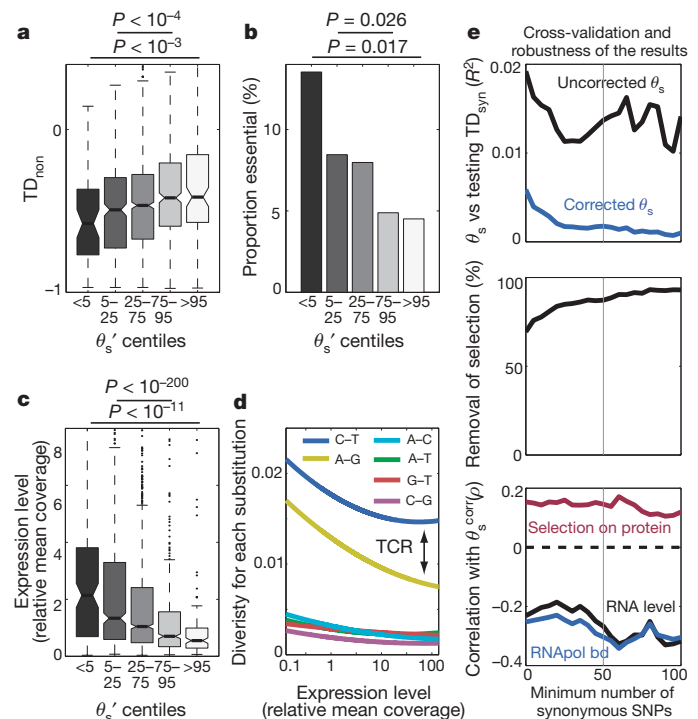 a
P < 10⁻⁴
P < 10⁻³
TD_non
0
−1
<5
5–25
25–75
75–95
>95
θ_s′ centiles
b
P = 0.026
P = 0.017
Proportion essential (%)
10
5
0
<5
5–25
25–75
75–95
>95
θ_s′ centiles
c
P < 10⁻²⁰⁰
P < 10⁻¹¹
Expression level
(relative mean coverage)
8
6
4
2
0
<5
5–25
25–75
75–95
>95
θ_s′ centiles
d
Diveristy for each substitution
0.02
0.01
0
C–T
A–G
A–C
A–T
G–T
C–G
TCR
0.1
1
10
100
Expression level
(relative mean coverage)
e
Cross-validation and
robustness of the results
θ_s vs testing TD_syn (R²)
0.02
0.01
0
Uncorrected θ_s
Corrected θ_s
Removal of selection (%)
100
50
0
Correlation with θ_s^corr (ρ)
0.2
0
−0.2
−0.4
Selection on protein
RNA level
RNApol bd
0
50
100
Minimum number of
synonymous SNPs